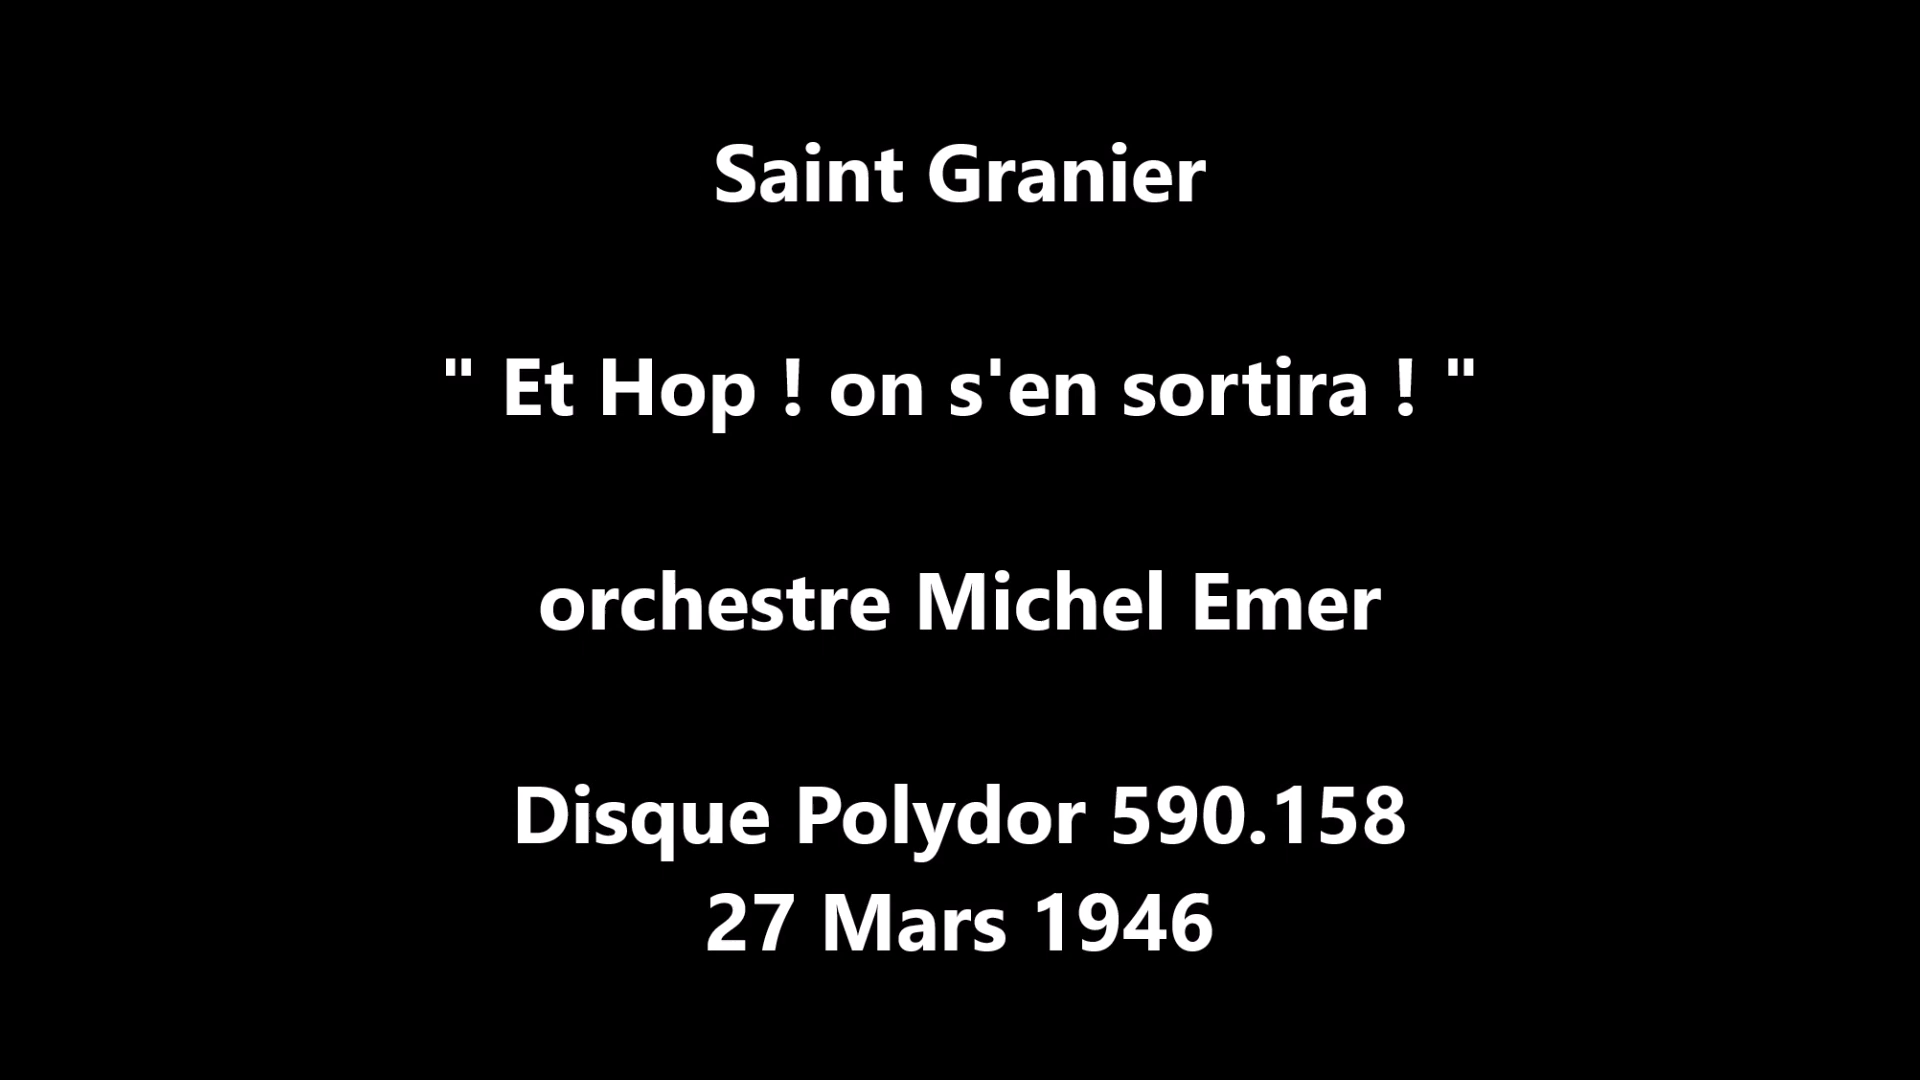 Saint Granier
" Et Hop ! on s'en sortira ! "
orchestre Michel Emer
Disque Polydor 590.158
27 Mars 1946